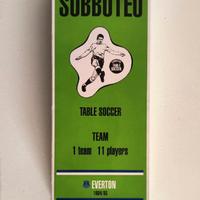 SUBBUTEO
TABLE SOCCER
TEAM
1 team 11 players
EVERTON